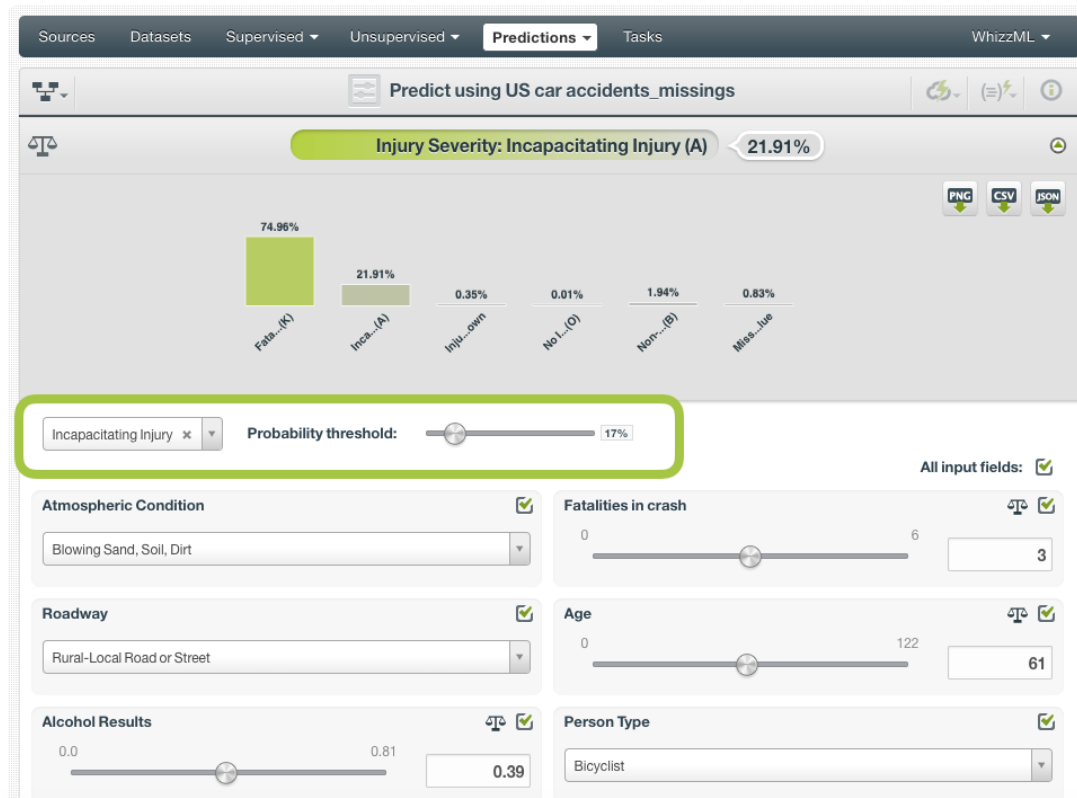 Sources Datasets Supervised Unsupervised Predictions Tasks WhizzML
Predict using US car accidents_missings
Injury Severity: Incapacitating Injury (A) 21.91%
PNG CSV JSON
74.96%
21.91%
0.35% 0.01% 1.94% 0.83%
Fata...(K) Inca...(A) Inju...own No I...(O) Non-...(B) Miss...lue
Incapacitating Injury × Probability threshold: 17%
All input fields:
Atmospheric Condition Fatalities in crash
0 6
Blowing Sand, Soil, Dirt 3
Roadway Age
0 122
Rural-Local Road or Street 61
Alcohol Results Person Type
0.0 0.81
0.39 Bicyclist